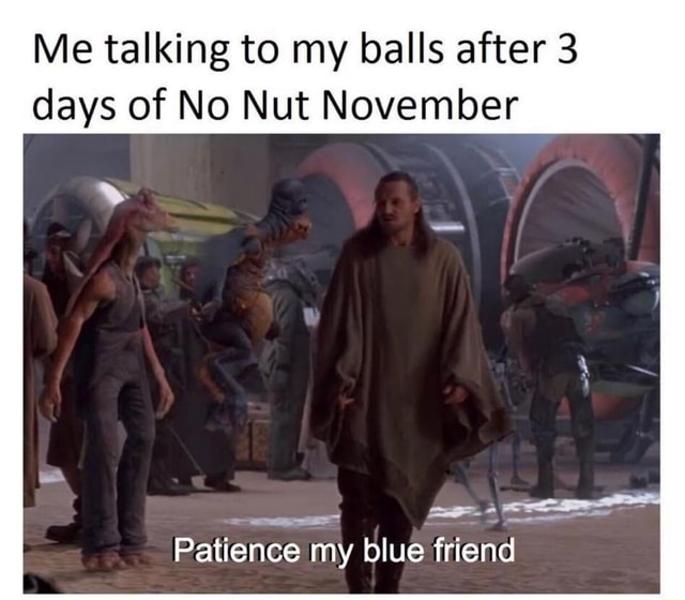 Me talking to my balls after 3
days of No Nut November
Patience my blue friend